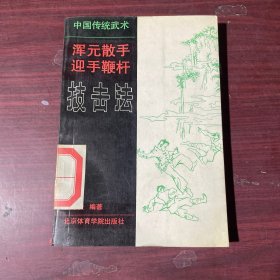 中国传统武术
浑元散手
迎手鞭杆
技击法
编著
北京体育学院出版社